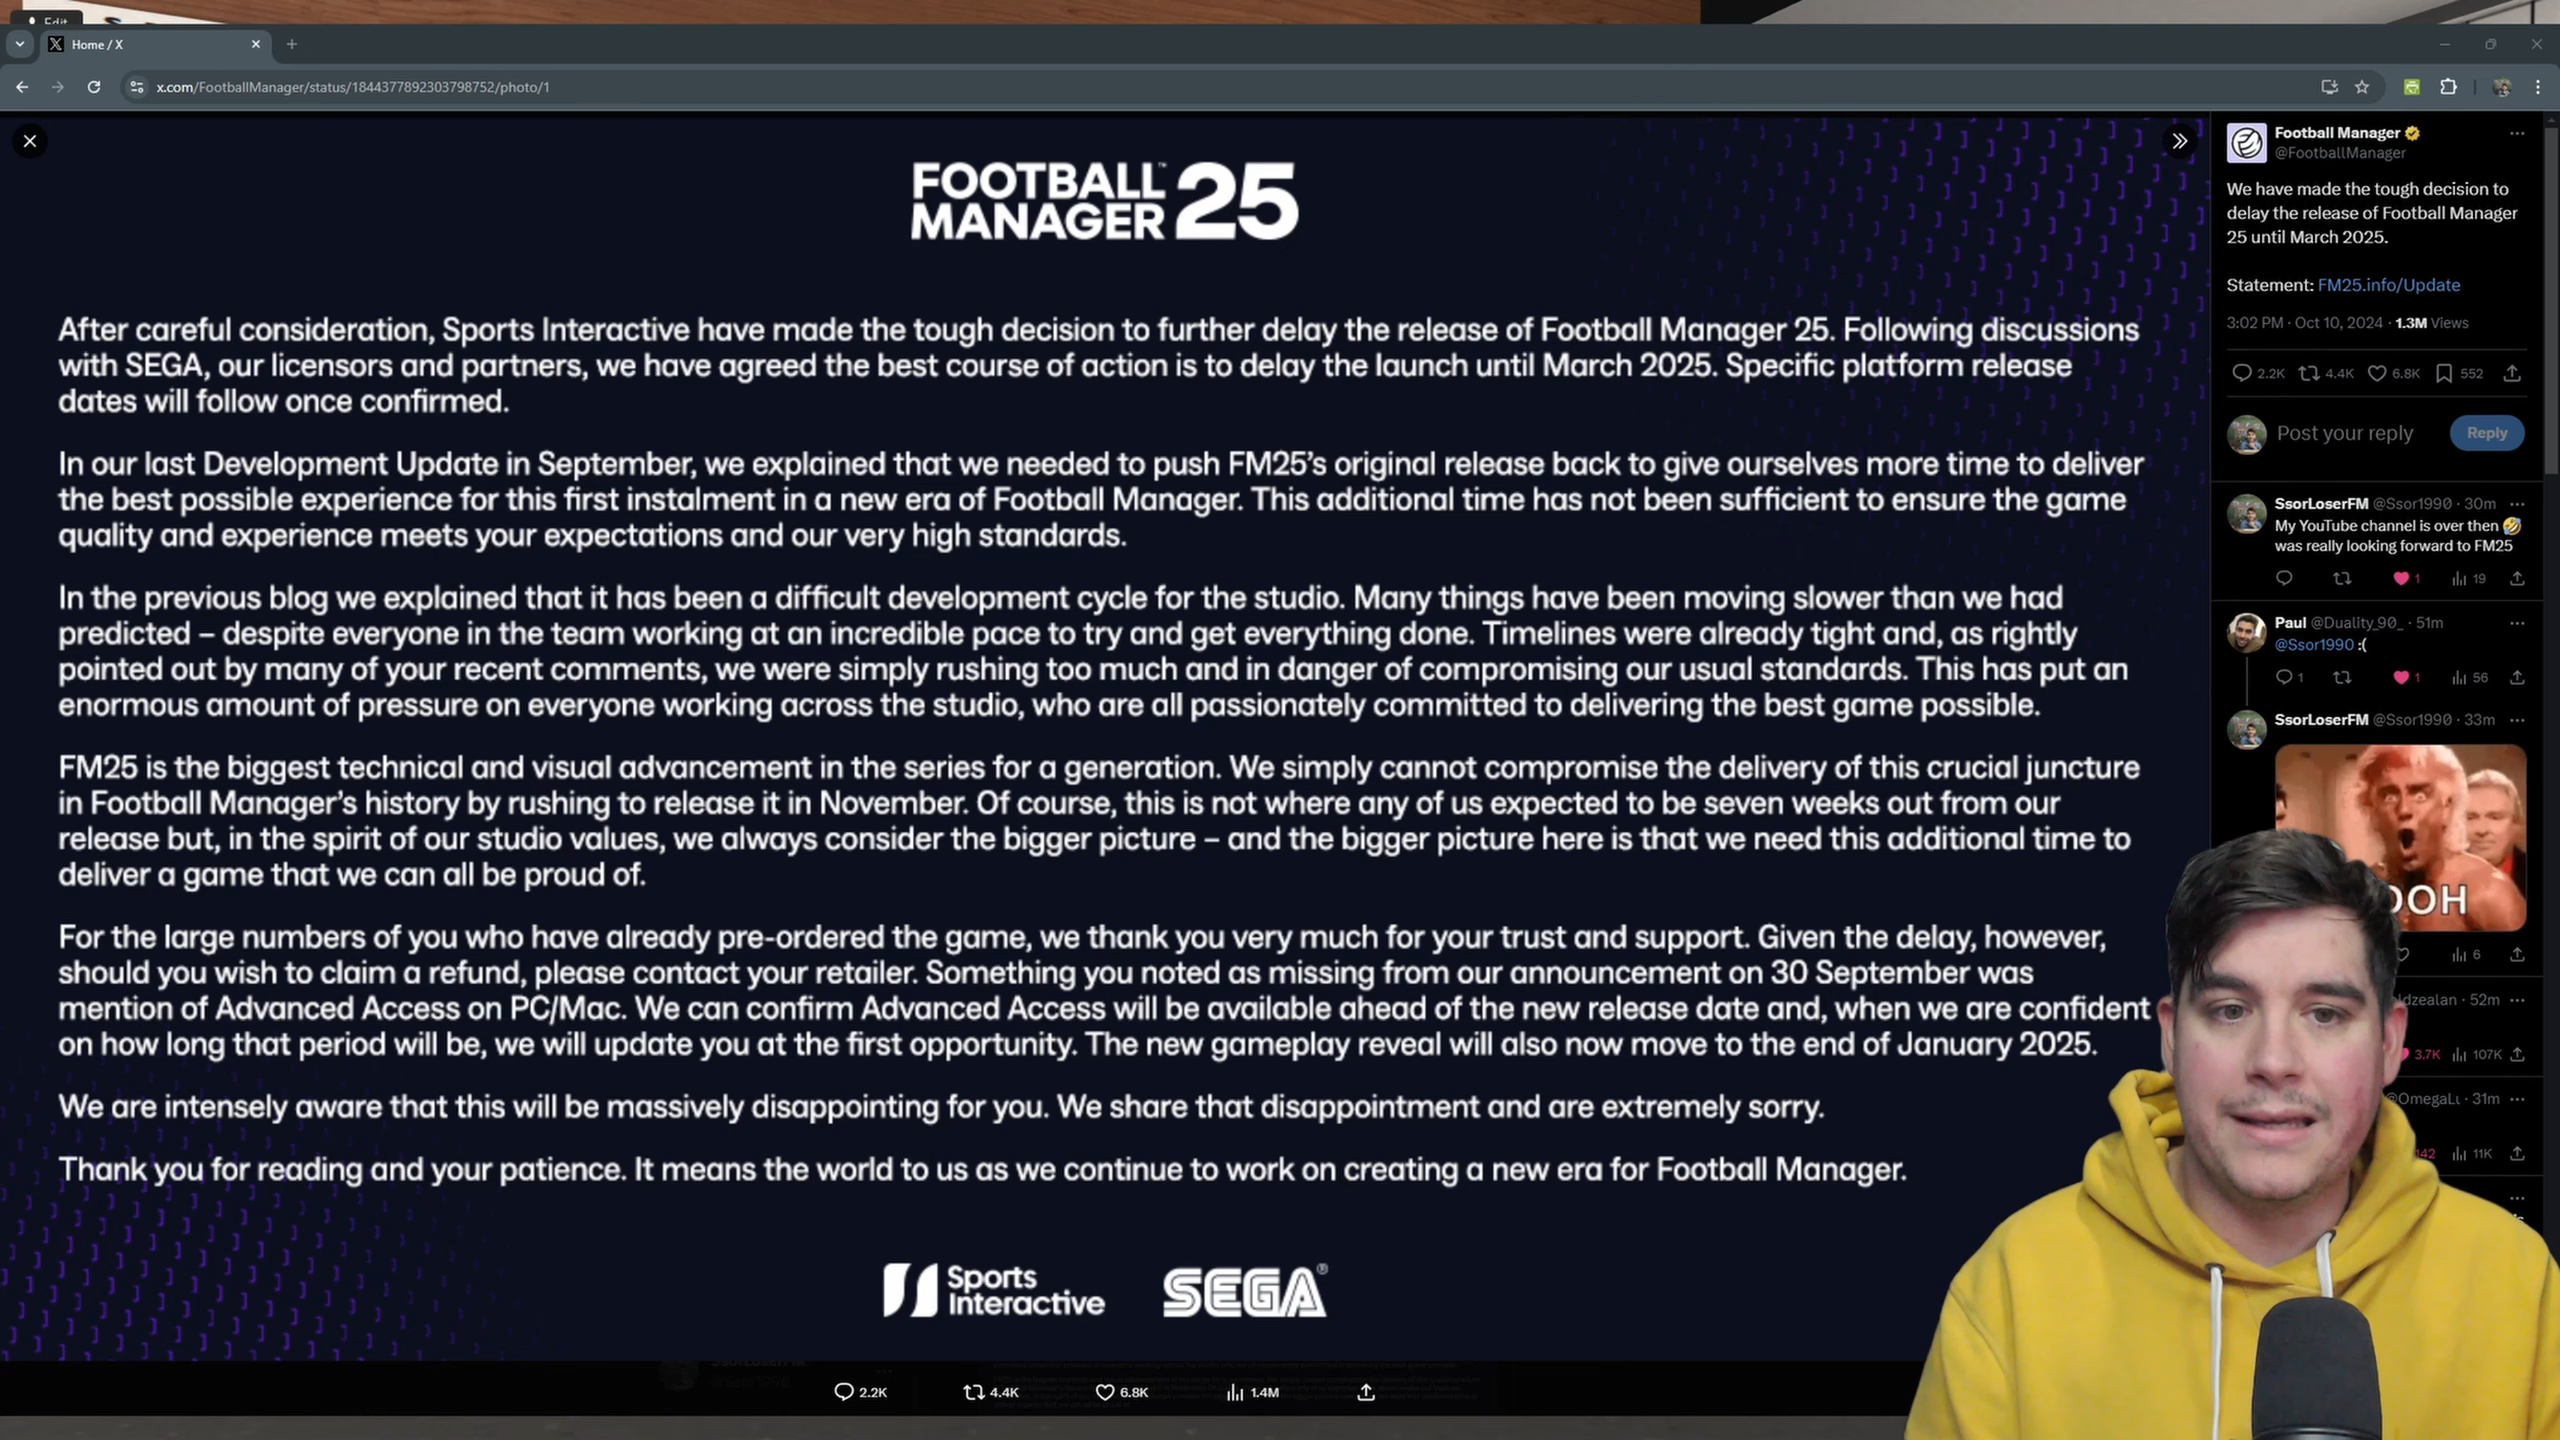 Edit
Home / X
x.com/FootballManager/status/1844377892303798752/photo/1
FOOTBALL™
MANAGER 25
After careful consideration, Sports Interactive have made the tough decision to further delay the release of Football Manager 25. Following discussions
with SEGA, our licensors and partners, we have agreed the best course of action is to delay the launch until March 2025. Specific platform release
dates will follow once confirmed.
In our last Development Update in September, we explained that we needed to push FM25's original release back to give ourselves more time to deliver
the best possible experience for this first instalment in a new era of Football Manager. This additional time has not been sufficient to ensure the game
quality and experience meets your expectations and our very high standards.
In the previous blog we explained that it has been a difficult development cycle for the studio. Many things have been moving slower than we had
predicted – despite everyone in the team working at an incredible pace to try and get everything done. Timelines were already tight and, as rightly
pointed out by many of your recent comments, we were simply rushing too much and in danger of compromising our usual standards. This has put an
enormous amount of pressure on everyone working across the studio, who are all passionately committed to delivering the best game possible.
FM25 is the biggest technical and visual advancement in the series for a generation. We simply cannot compromise the delivery of this crucial juncture
in Football Manager's history by rushing to release it in November. Of course, this is not where any of us expected to be seven weeks out from our
release but, in the spirit of our studio values, we always consider the bigger picture – and the bigger picture here is that we need this additional time to
deliver a game that we can all be proud of.
For the large numbers of you who have already pre-ordered the game, we thank you very much for your trust and support. Given the delay, however,
should you wish to claim a refund, please contact your retailer. Something you noted as missing from our announcement on 30 September was
mention of Advanced Access on PC/Mac. We can confirm Advanced Access will be available ahead of the new release date and, when we are confident
on how long that period will be, we will update you at the first opportunity. The new gameplay reveal will also now move to the end of January 2025.
We are intensely aware that this will be massively disappointing for you. We share that disappointment and are extremely sorry.
Thank you for reading and your patience. It means the world to us as we continue to work on creating a new era for Football Manager.
Sports
Interactive
SEGA®
2.2K 4.4K 6.8K 1.4M
Football Manager
@FootballManager
We have made the tough decision to
delay the release of Football Manager
25 until March 2025.
Statement: FM25.info/Update
3:02 PM · Oct 10, 2024 · 1.3M Views
2.2K 4.4K 6.8K 552
Post your reply
Reply
SsorLoserFM @Ssor1990 · 30m
My YouTube channel is over then 🤣
was really looking forward to FM25
1 19
Paul @Duality_90_ · 51m
@Ssor1990 :(
1 1 56
SsorLoserFM @Ssor1990 · 33m
OOH
6
ldzealan · 52m
3.7K 107K
@OmegaLu · 31m
142 11K